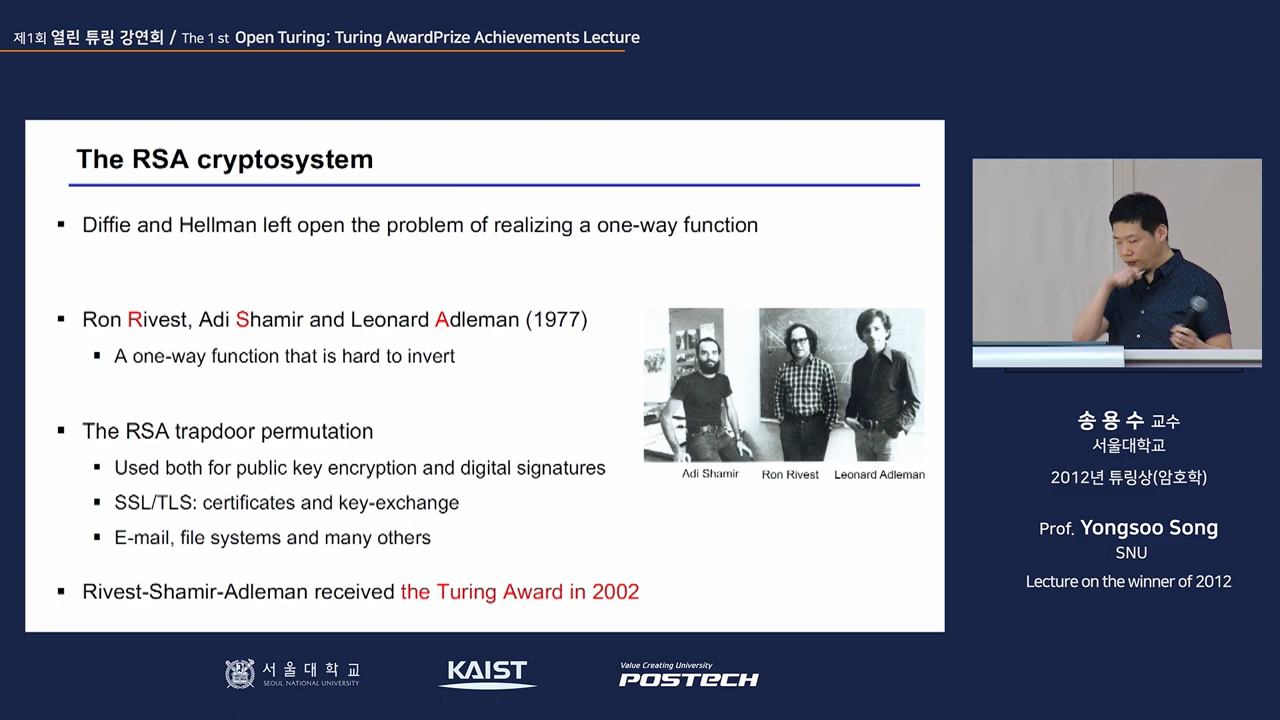 제1회 열린 튜링 강연회 / The 1 st Open Turing: Turing AwardPrize Achievements Lecture
The RSA cryptosystem
▪ Diffie and Hellman left open the problem of realizing a one-way function
▪ Ron Rivest, Adi Shamir and Leonard Adleman (1977)
▪ A one-way function that is hard to invert
▪ The RSA trapdoor permutation
▪ Used both for public key encryption and digital signatures
▪ SSL/TLS: certificates and key-exchange
▪ E-mail, file systems and many others
▪ Rivest-Shamir-Adleman received the Turing Award in 2002
Adi Shamir Ron Rivest Leonard Adleman
송용수 교수
서울대학교
2012년 튜링상(암호학)
Prof. Yongsoo Song
SNU
Lecture on the winner of 2012
서울대학교
SEOUL NATIONAL UNIVERSITY
KAIST
Value Creating University
POSTECH